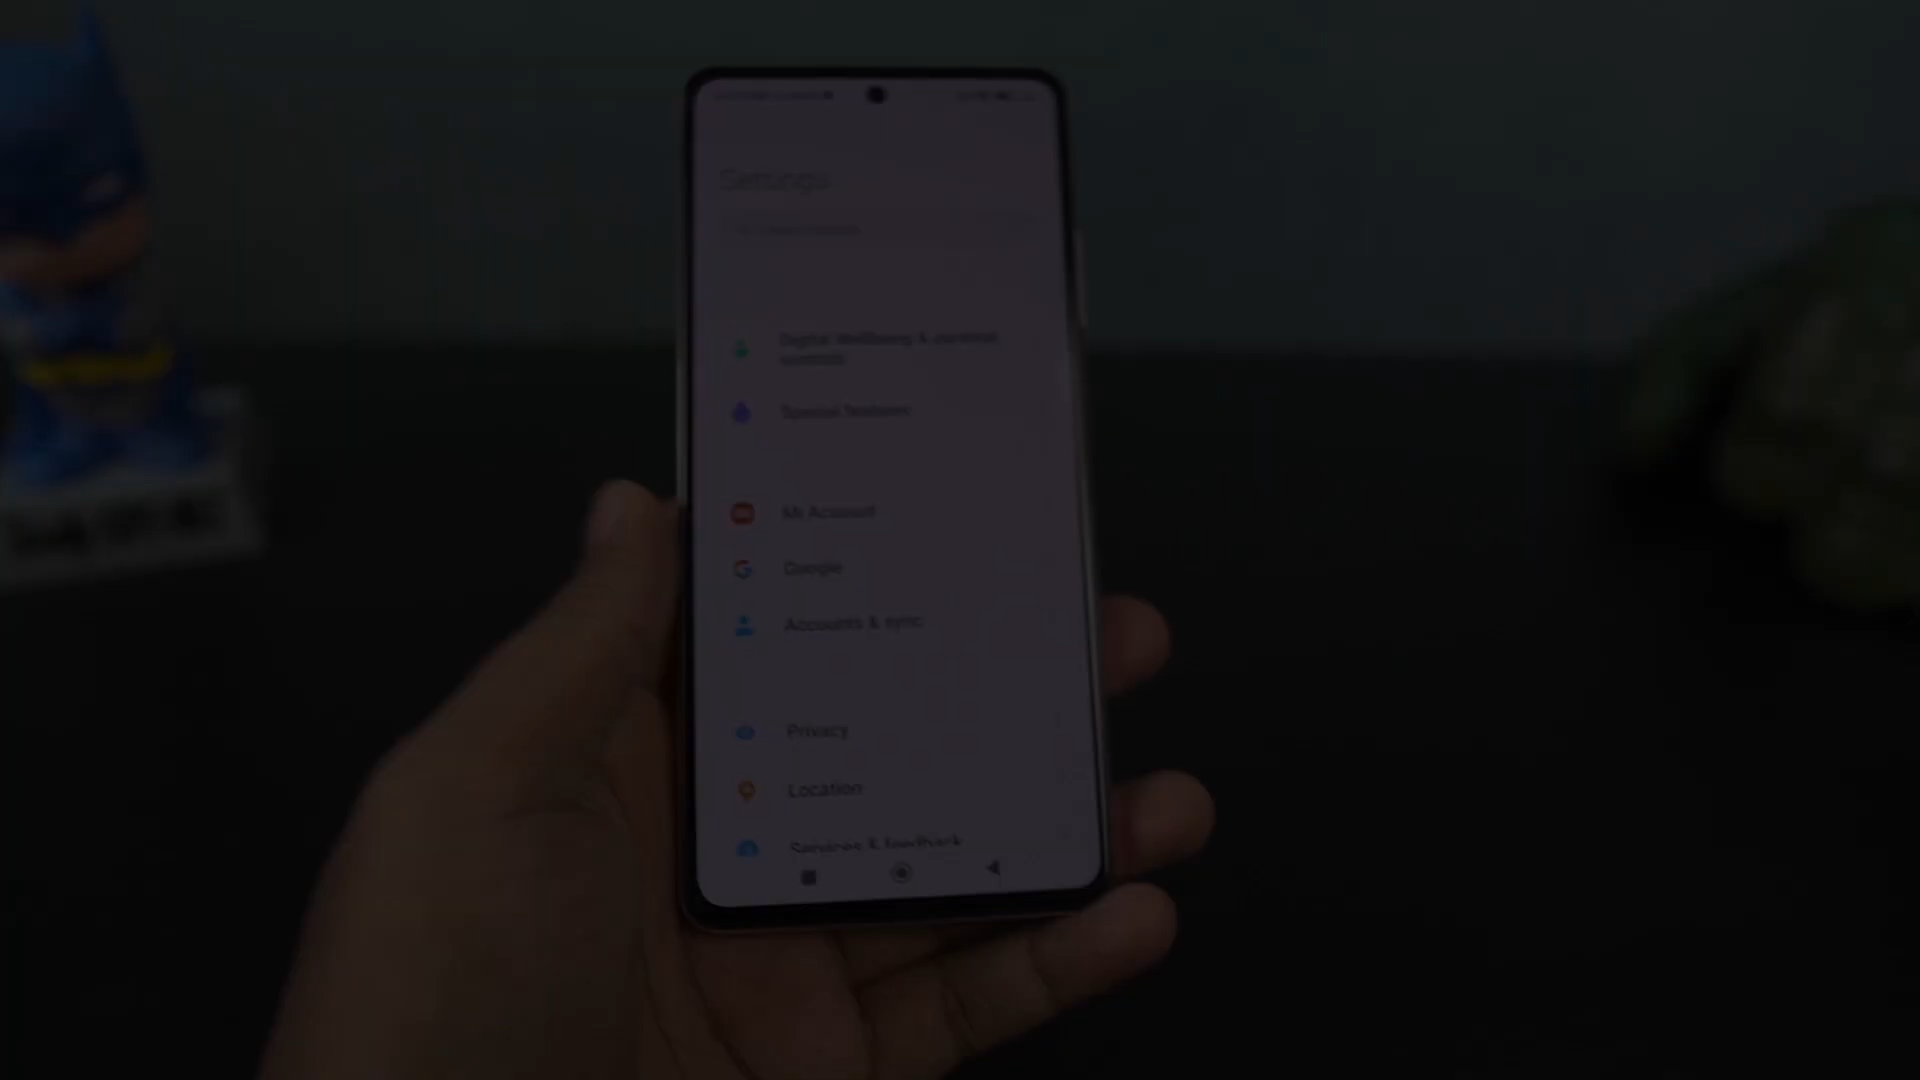 Settings
Digital Wellbeing & parental
controls
Special features
Mi Account
Google
Accounts & sync
Privacy
Location
Services & feedback